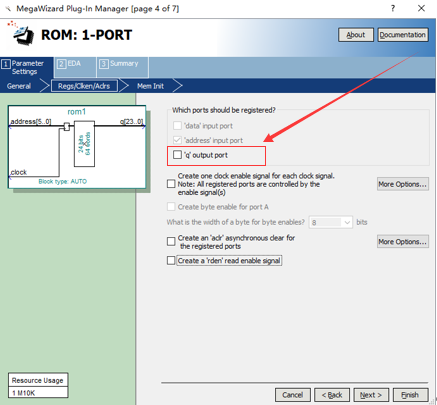 MegaWizard Plug-In Manager [page 4 of 7]
ROM: 1-PORT
About
Documentation
1 Parameter Settings
2 EDA
3 Summary
General
Regs/Clken/Adrs
Mem Init
rom1
address[5..0]
q[23..0]
24 bits
64 words
clock
Block type: AUTO
Which ports should be registered?
'data' input port
'address' input port
'q' output port
Create one clock enable signal for each clock signal.
Note: All registered ports are controlled by the
enable signal(s)
More Options...
Create byte enable for port A
What is the width of a byte for byte enables?
8
bits
Create an 'aclr' asynchronous clear for
the registered ports
More Options...
Create a 'rden' read enable signal
Resource Usage
1 M10K
Cancel
< Back
Next >
Finish